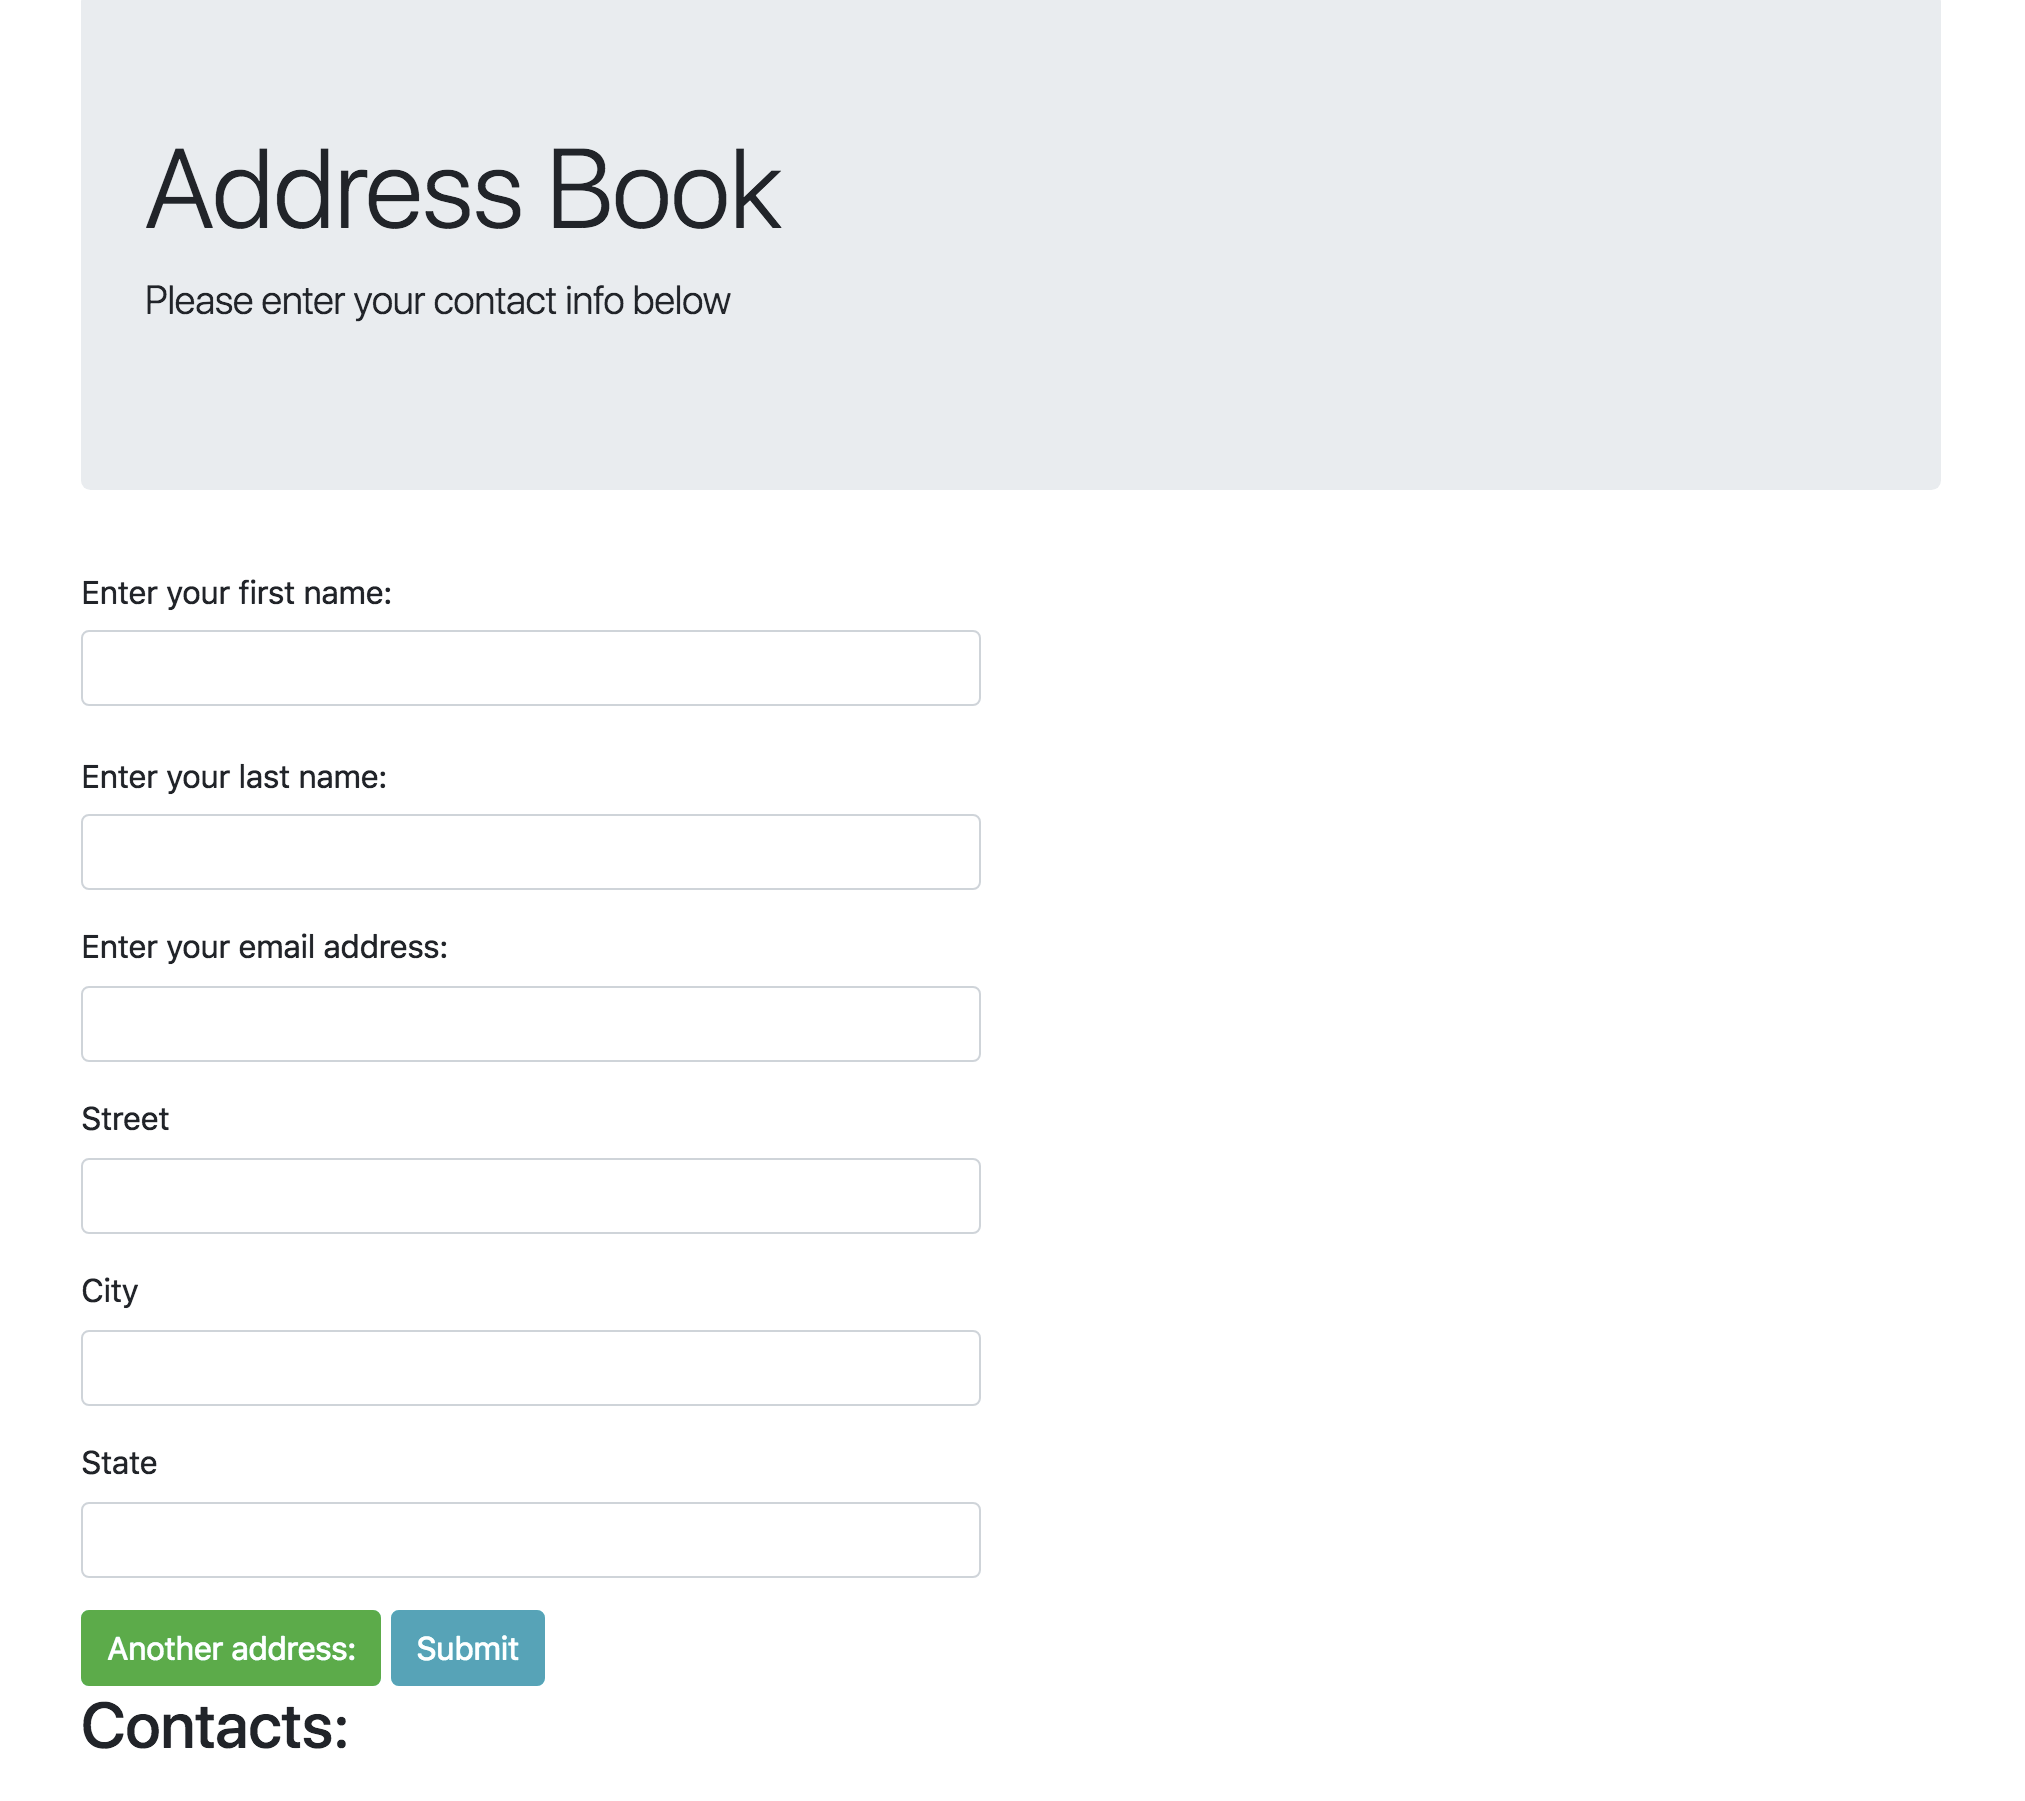 Address Book
Please enter your contact info below
Enter your first name:
Enter your last name:
Enter your email address:
Street
City
State
Another address: Submit
Contacts: